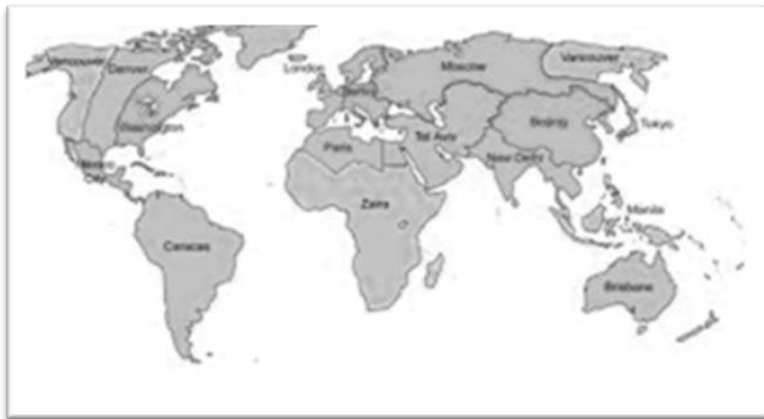 Vancouver
Denver
Washington
Mexico
City
Caracas
London
Paris
Zaire
Moscow
Tel Aviv
New Delhi
Beijing
Vancouver
Tokyo
Manila
Brisbane